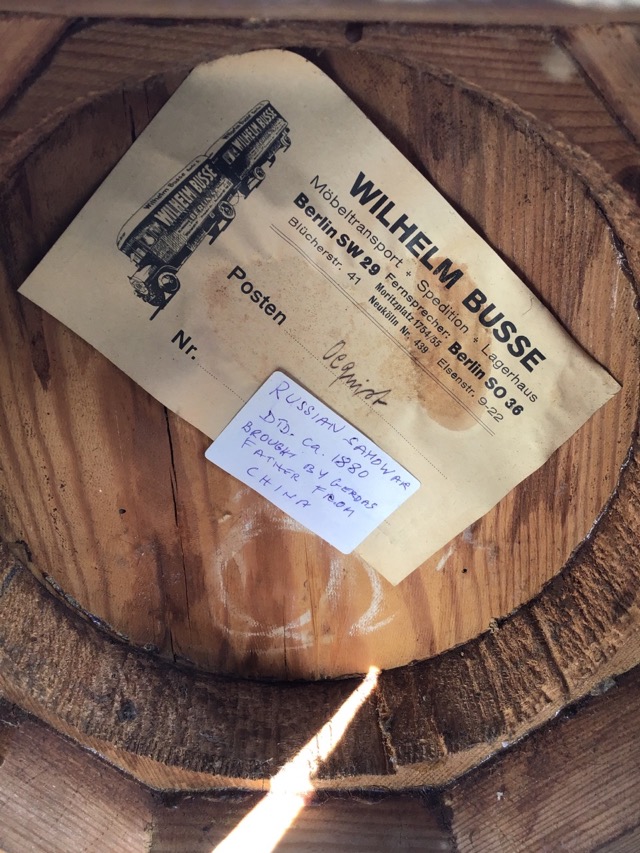 WILHELM BUSSE
WILHELM BUSSE
WILHELM BUSSE
Möbeltransport + Spedition + Lagerhaus
Berlin SW 29 Fernsprecher: Berlin SO 36
Blücherstr. 41 Moritzplatz 1754/55 Elsenstr. 9-22
Neukölln Nr. 439
Posten
Nr.
RUSSIAN SAMOWAR
DTD. ca. 1880
BROUGHT BY GERDAS
FATHER FROM
CHINA